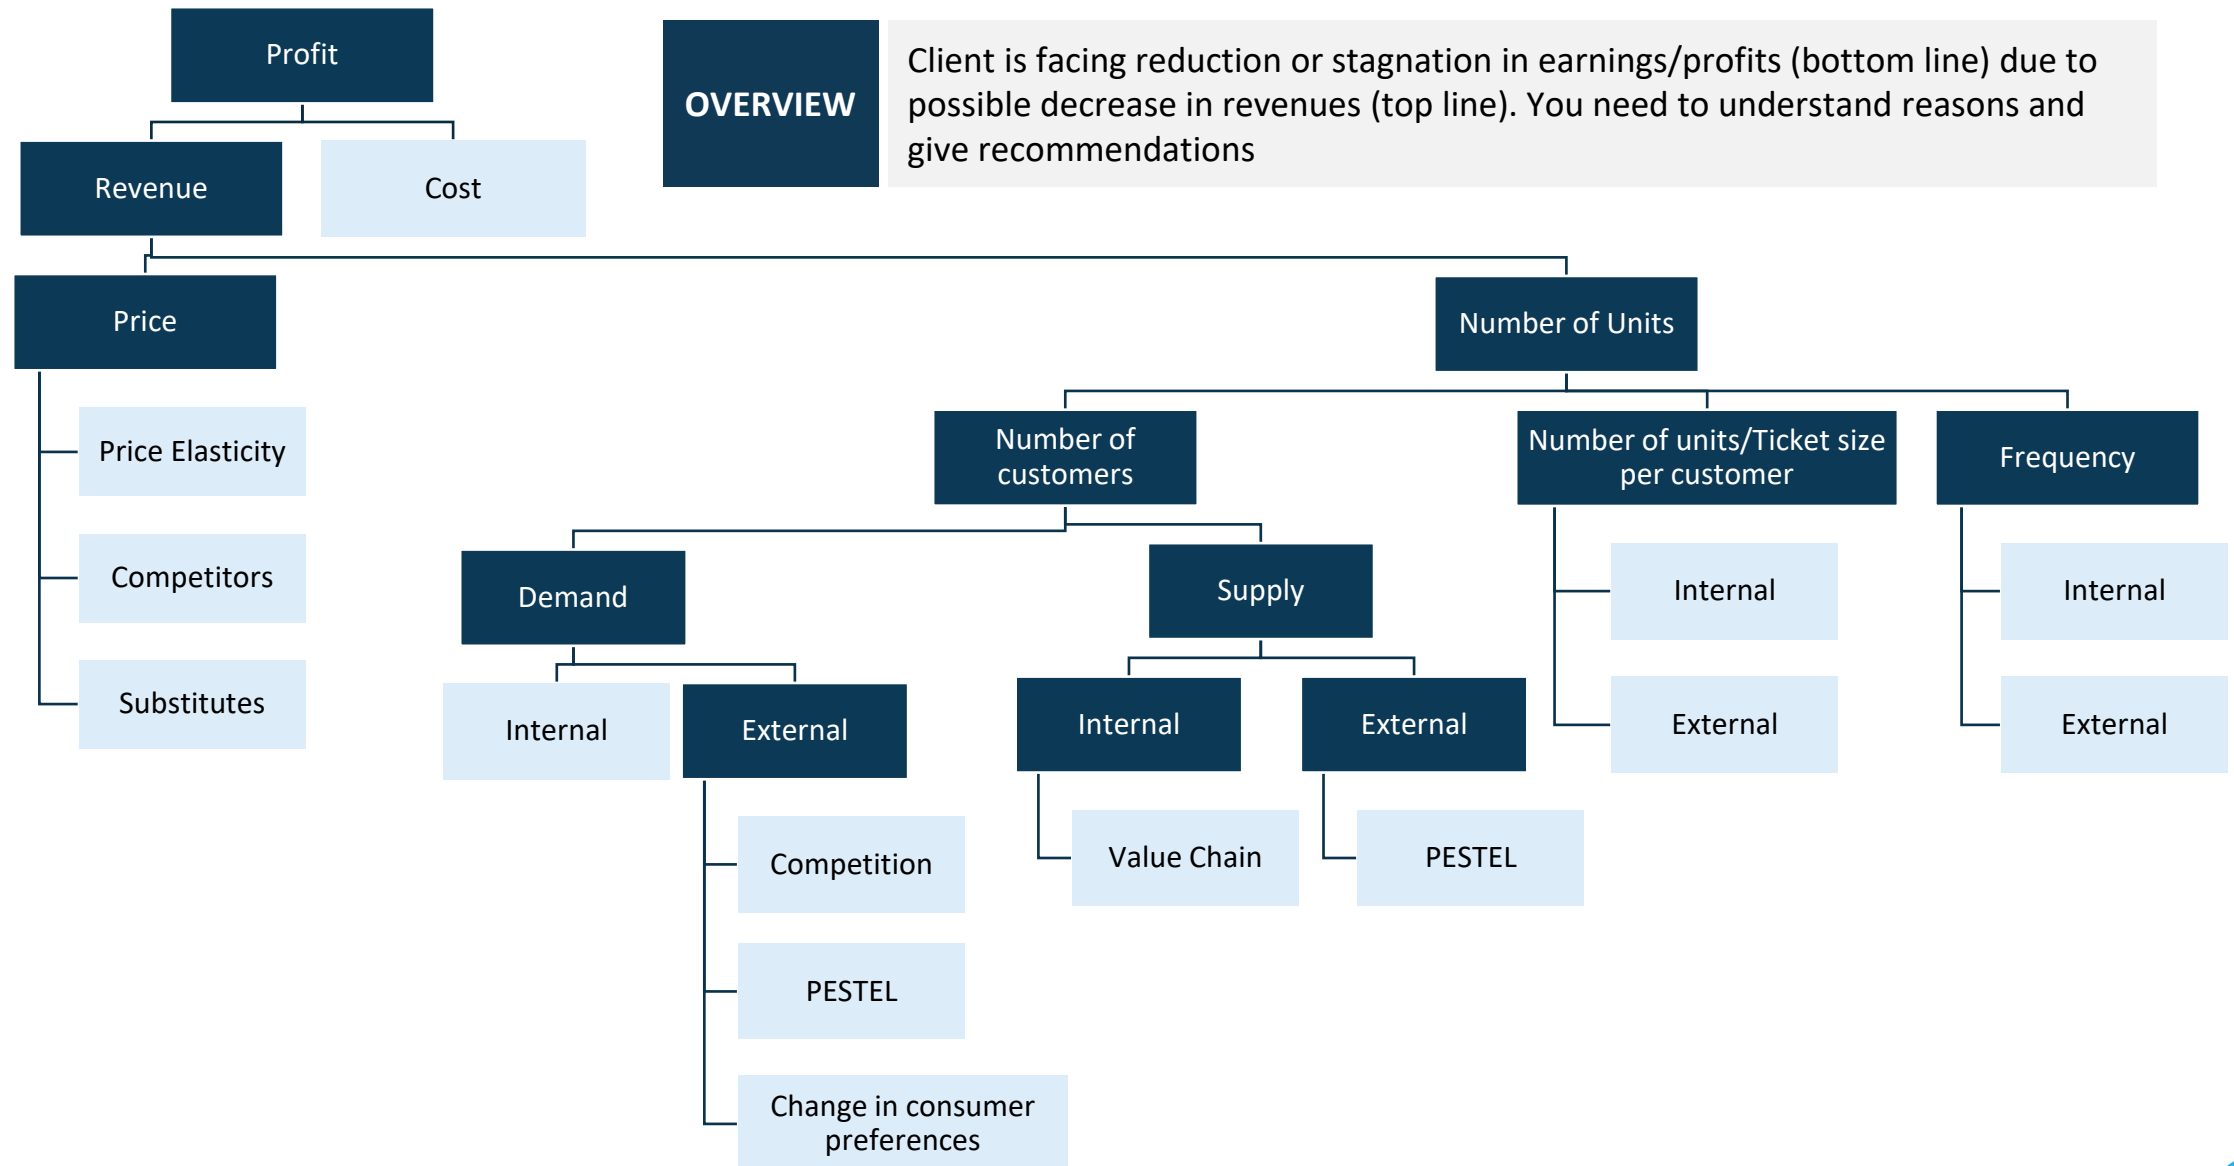 Profit
OVERVIEW
Client is facing reduction or stagnation in earnings/profits (bottom line) due to
possible decrease in revenues (top line). You need to understand reasons and
give recommendations
Revenue
Cost
Price
Number of Units
Price Elasticity
Competitors
Substitutes
Number of
customers
Number of units/Ticket size
per customer
Frequency
Demand
Supply
Internal
External
Internal
External
Internal
External
Internal
External
Competition
PESTEL
Change in consumer
preferences
Value Chain
PESTEL